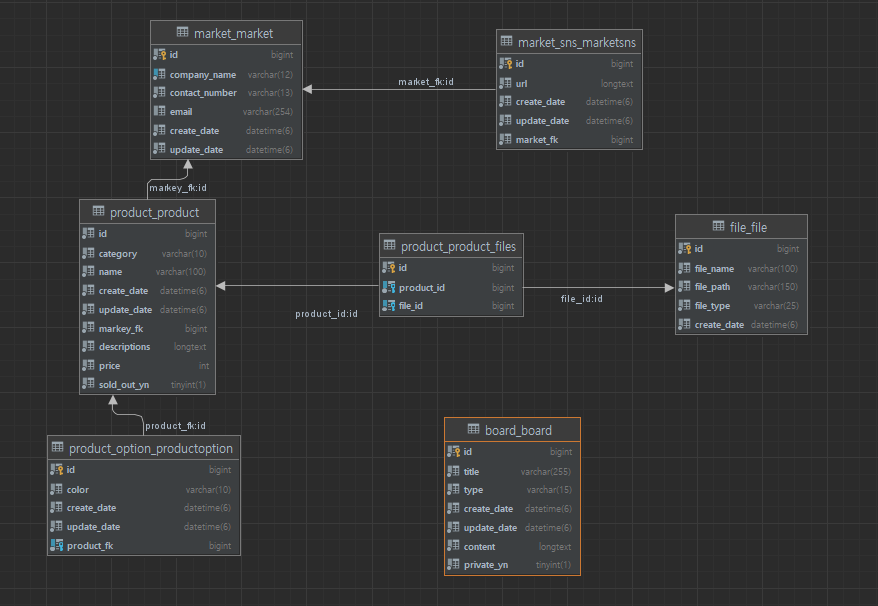 market_market
id bigint
company_name varchar(12)
contact_number varchar(13)
email varchar(254)
create_date datetime(6)
update_date datetime(6)
market_sns_marketsns
id bigint
url longtext
create_date datetime(6)
update_date datetime(6)
market_fk bigint
market_fk:id
markey_fk:id
product_product
id bigint
category varchar(10)
name varchar(100)
create_date datetime(6)
update_date datetime(6)
markey_fk bigint
descriptions longtext
price int
sold_out_yn tinyint(1)
product_product_files
id bigint
product_id bigint
file_id bigint
file_file
id bigint
file_name varchar(100)
file_path varchar(150)
file_type varchar(25)
create_date datetime(6)
product_id:id
file_id:id
product_fk:id
product_option_productoption
id bigint
color varchar(10)
create_date datetime(6)
update_date datetime(6)
product_fk bigint
board_board
id bigint
title varchar(255)
type varchar(15)
create_date datetime(6)
update_date datetime(6)
content longtext
private_yn tinyint(1)